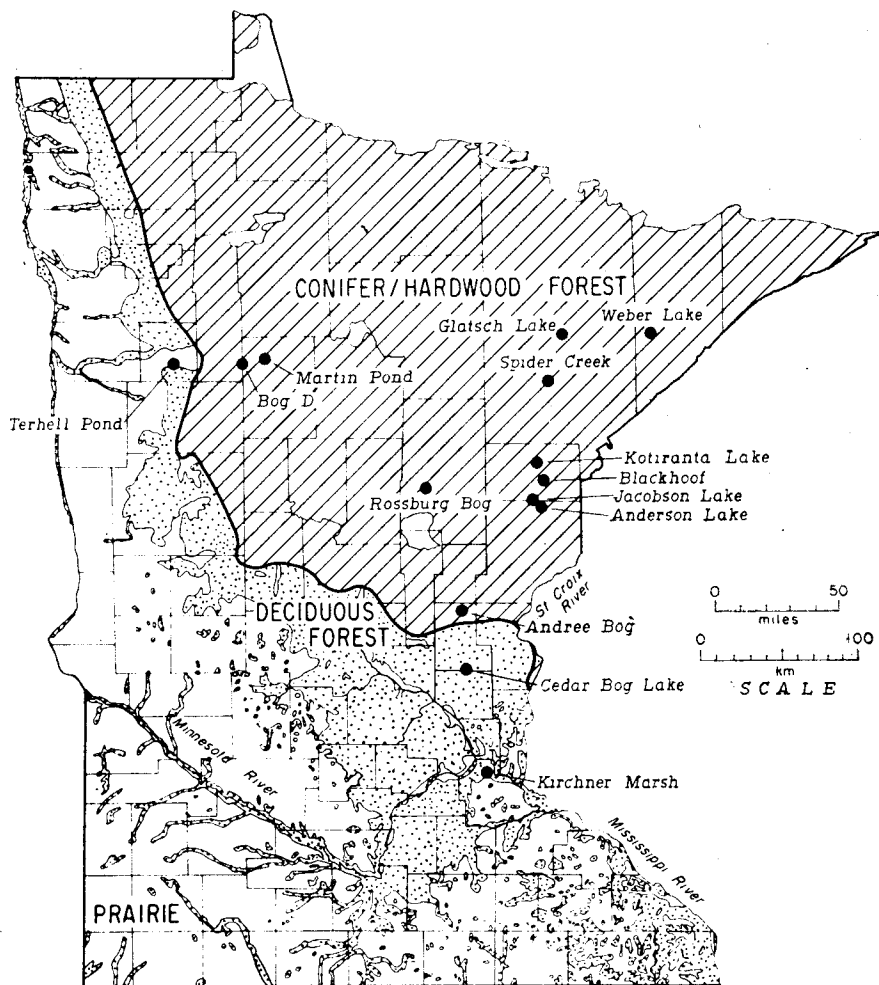 CONIFER/HARDWOOD FOREST
Glatsch Lake
Weber Lake
Spider Creek
Martin Pond
Bog D
Terhell Pond
Kotiranta Lake
Blackhoof
Jacobson Lake
Anderson Lake
Rossburg Bog
St Croix
River
0 50
miles
0 100
km
SCALE
DECIDUOUS
FOREST
Andree Bog
Cedar Bog Lake
Minnesota River
Kirchner Marsh
Mississippi River
PRAIRIE